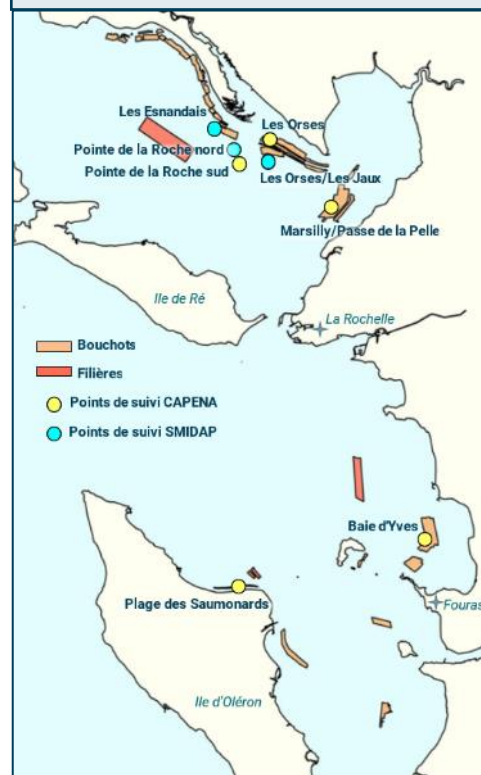 Les Esnandais
Les Orses
Pointe de la Roche nord
Pointe de la Roche sud
Les Orses/Les Jaux
Marsilly/Passe de la Pelle
Ile de Ré
La Rochelle
Bouchots
Filières
Points de suivi CAPENA
Points de suivi SMIDAP
Baie d'Yves
Plage des Saumonards
Fouras
Ile d'Oléron